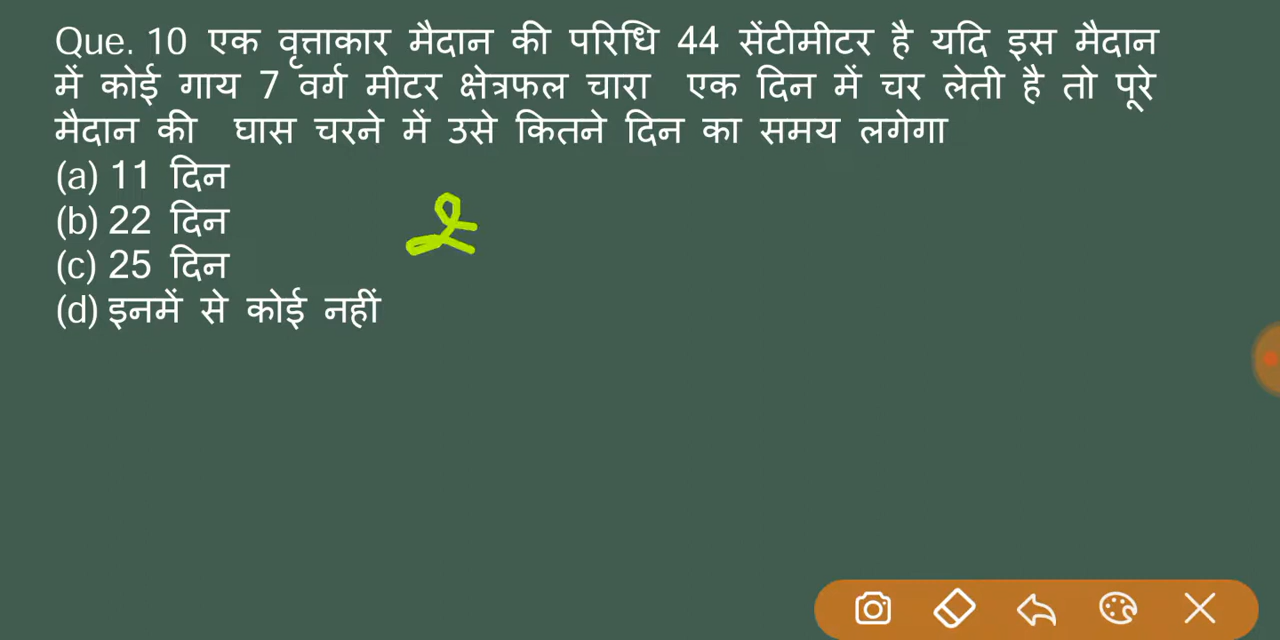 Que. 10 एक वृत्ताकार मैदान की परिधि 44 सेंटीमीटर है यदि इस मैदान
में कोई गाय 7 वर्ग मीटर क्षेत्रफल चारा एक दिन में चर लेती है तो पूरे
मैदान की घास चरने में उसे कितने दिन का समय लगेगा
(a) 11 दिन
(b) 22 दिन
(c) 25 दिन
(d) इनमें से कोई नहीं